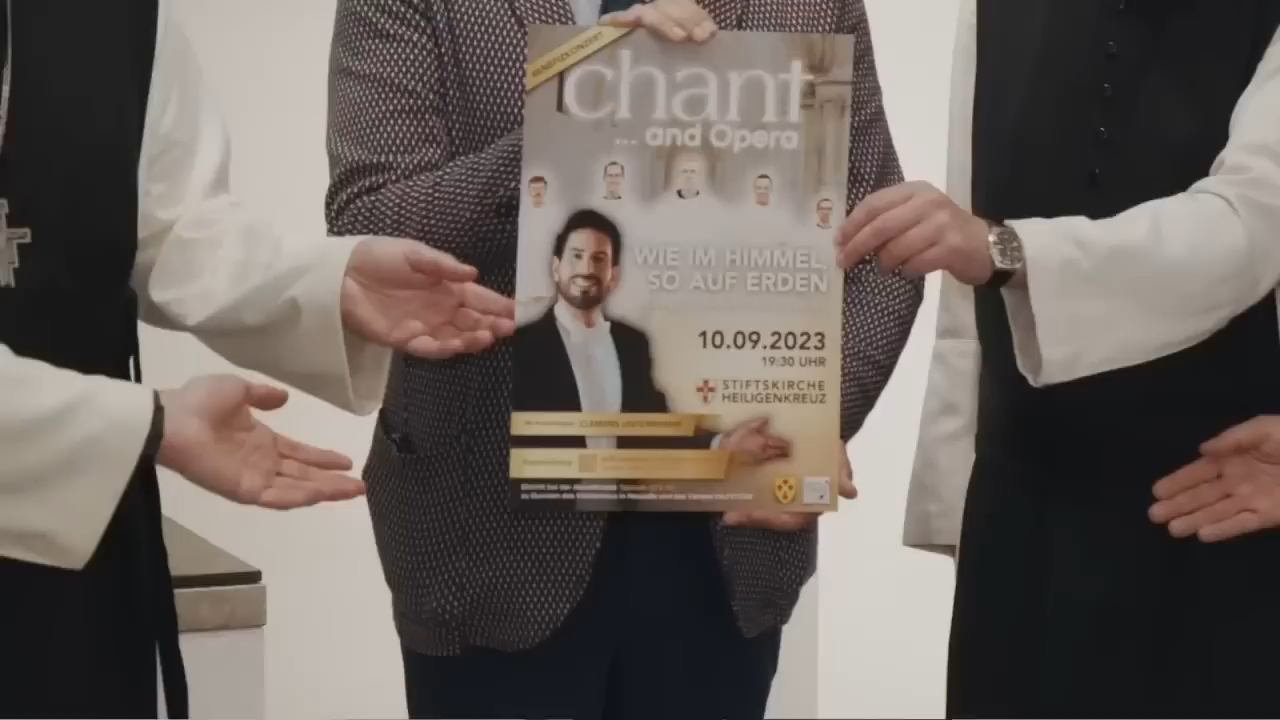 BENEFIZKONZERT
chant
... and Opera
WIE IM HIMMEL,
SO AUF ERDEN
10.09.2023
19:30 UHR
STIFTSKIRCHE
HEILIGENKREUZ
CLEMENS UNTERREINER